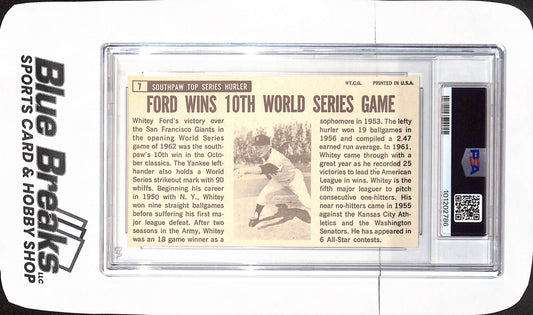 Blue Breaks LLC
SPORTS CARD & HOBBY SHOP
7 SOUTHPAW TOP SERIES HURLER
©T.C.G. PRINTED IN U.S.A.
FORD WINS 10TH WORLD SERIES GAME
Whitey Ford's victory over
the San Francisco Giants in
the opening World Series
game of 1962 was the south-
paw's 10th win in the Octo-
ber classics. The Yankee left-
hander also holds a World
Series strikeout mark with 90
whiffs. Beginning his career
in 1950 with N. Y., Whitey
won nine straight ballgames
before suffering his first ma-
jor league defeat. After two
seasons in the Army, Whitey
was an 18 game winner as a
sophomore in 1953. The lefty
hurler won 19 ballgames in
1956 and compiled a 2.47
earned run average. In 1961,
Whitey came through with a
great year as he recorded 25
victories to lead the American
League in wins. Whitey is the
fifth major leaguer to pitch
consecutive one-hitters. His
near no-hitters came in 1955
against the Kansas City Ath-
letics and the Washington
Senators. He has appeared in
6 All-Star contests.
PSA
101202786